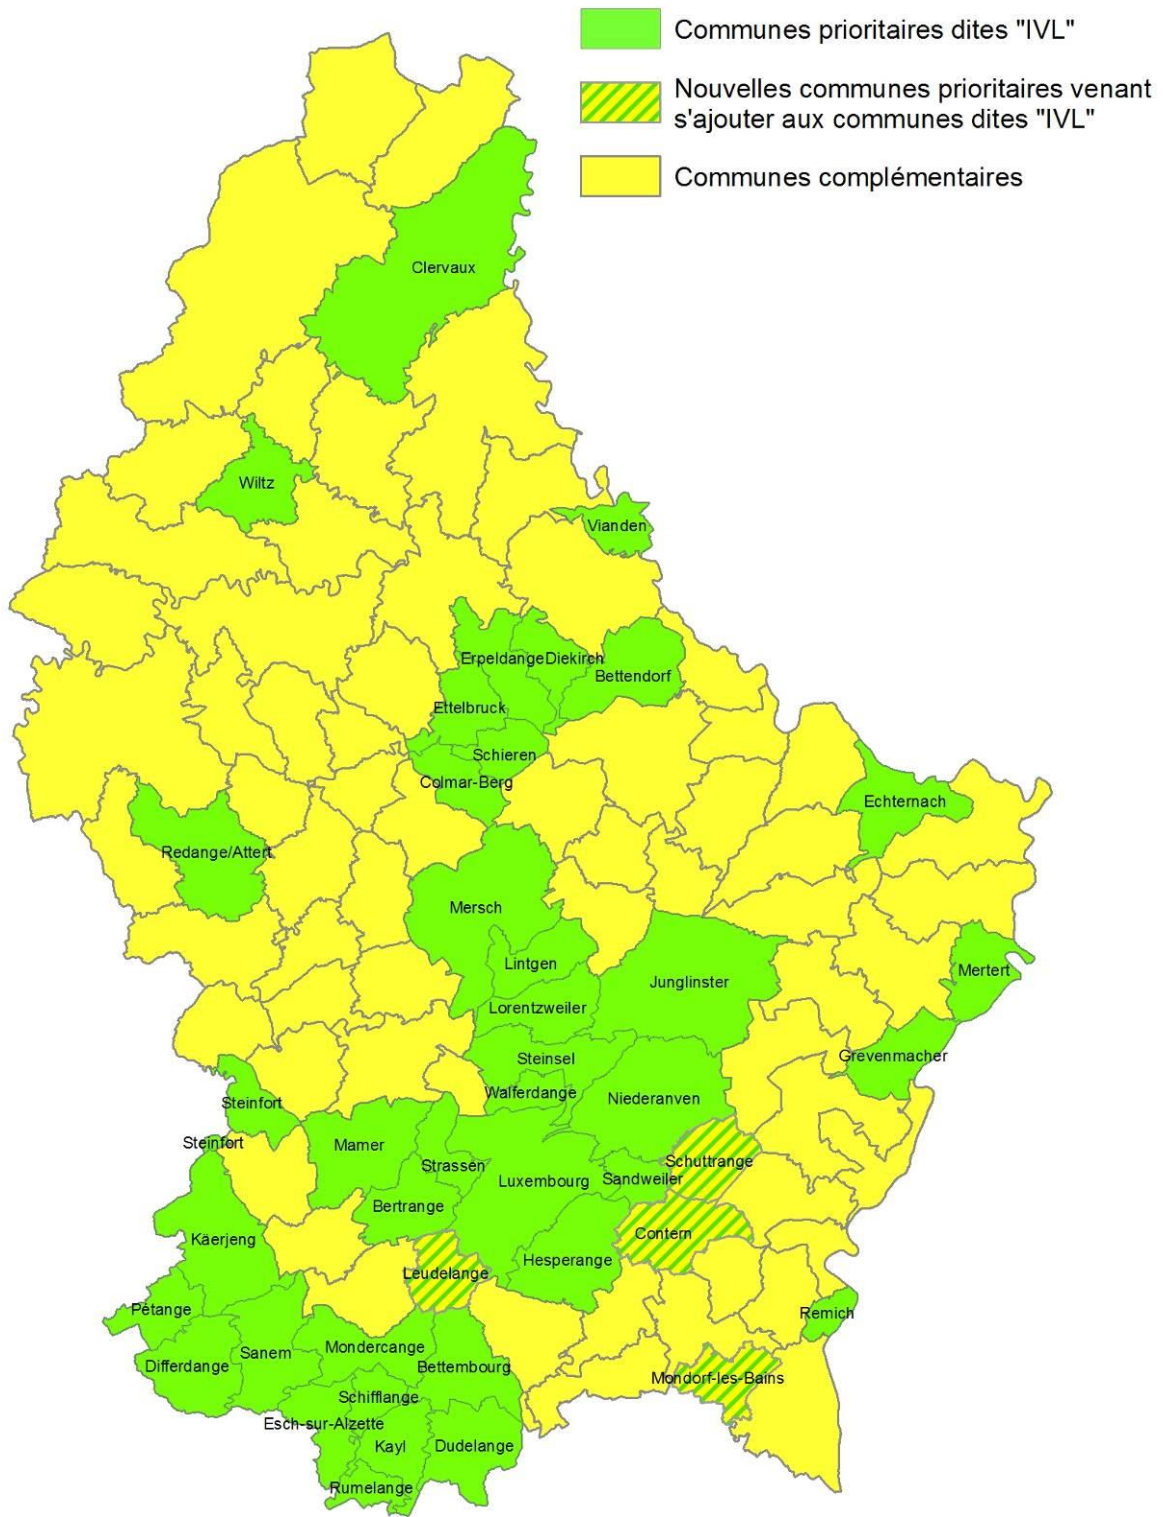 Communes prioritaires dites "IVL"
Nouvelles communes prioritaires venant
s'ajouter aux communes dites "IVL"
Communes complémentaires
Clervaux
Wiltz
Vianden
Erpeldange
Diekirch
Bettendorf
Ettelbruck
Schieren
Colmar-Berg
Echternach
Redange/Attert
Mersch
Lintgen
Mertert
Junglinster
Lorentzweiler
Steinsel
Grevenmacher
Walferdange
Niederanven
Steinfort
Steinfort
Mamer
Strassen
Schuttrange
Luxembourg
Sandweiler
Bertrange
Contern
Käerjeng
Hesperange
Leudelange
Pétange
Remich
Mondercange
Sanem
Differdange
Bettembourg
Mondorf-les-Bains
Schifflange
Esch-sur-Alzette
Kayl
Dudelange
Rumelange